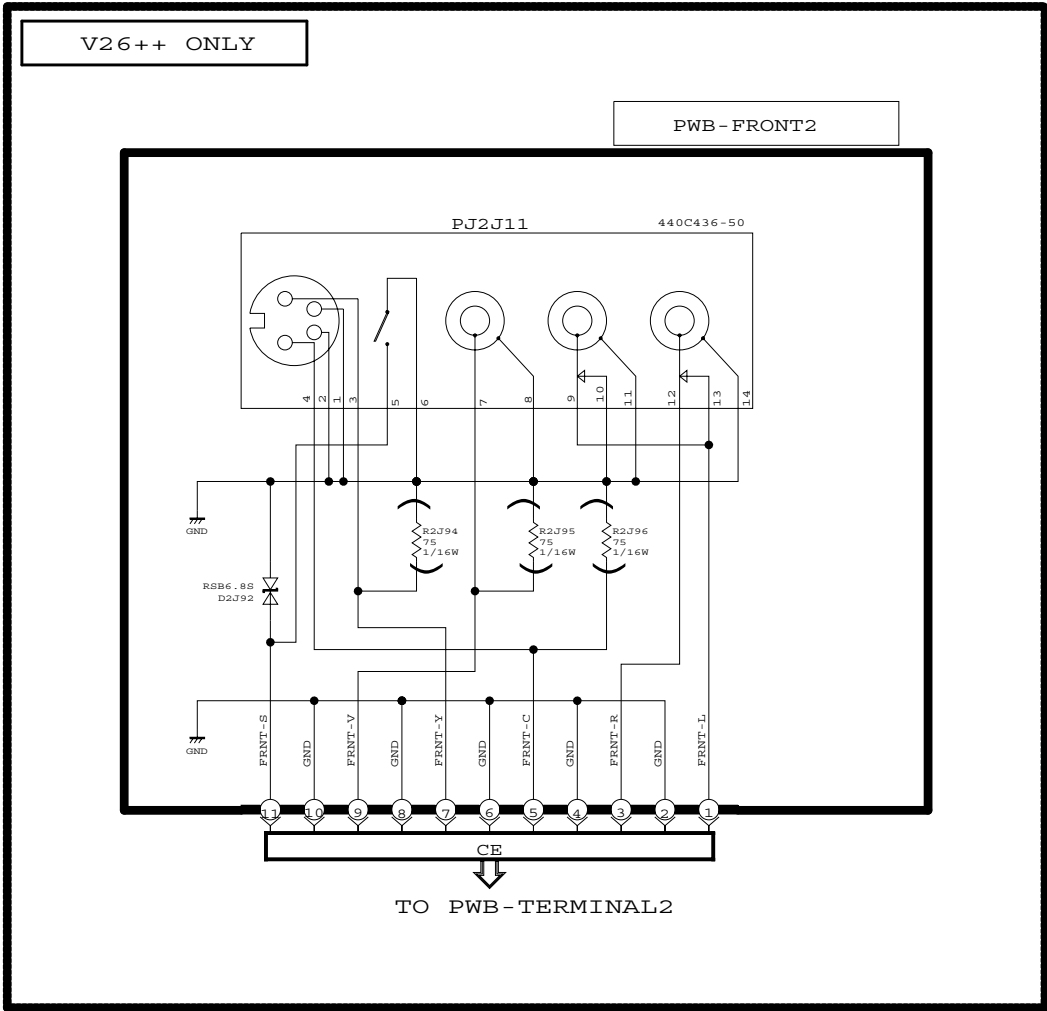 V26++ ONLY
PWB-FRONT2
PJ2J11
440C436-50
4
2
1
3
5
6
7
8
9
10
11
12
13
14
GND
R2J94
75
1/16W
R2J95
75
1/16W
R2J96
75
1/16W
RSB6.8S
D2J92
GND
FRNT-S
GND
FRNT-V
GND
FRNT-Y
GND
FRNT-C
GND
FRNT-R
GND
FRNT-L
11
10
9
8
7
6
5
4
3
2
1
CE
TO PWB-TERMINAL2